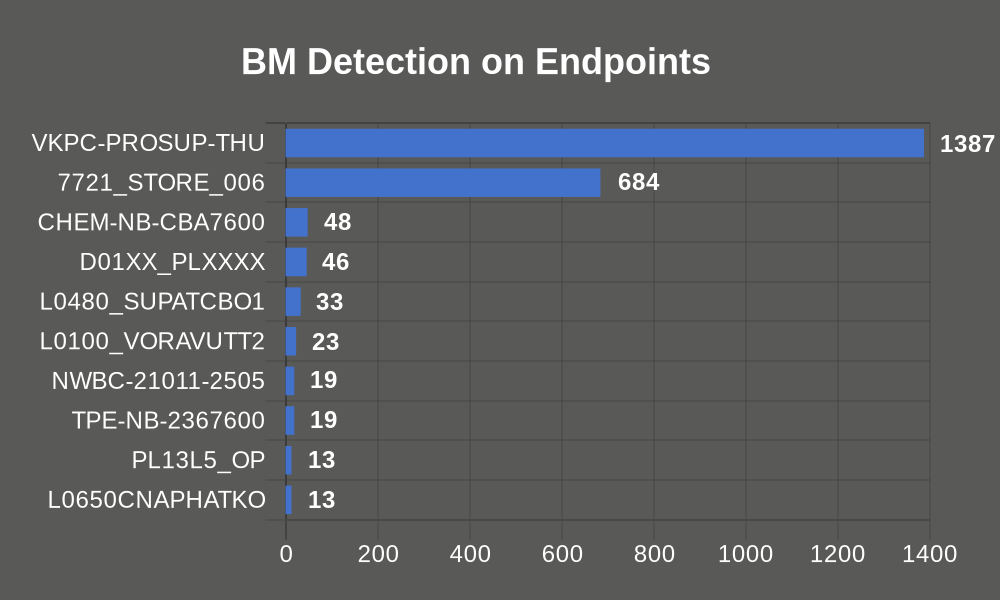 BM Detection on Endpoints
VKPC-PROSUP-THU 1387
7721_STORE_006 684
CHEM-NB-CBA7600 48
D01XX_PLXXXX 46
L0480_SUPATCBO1 33
L0100_VORAVUTT2 23
NWBC-21011-2505 19
TPE-NB-2367600 19
PL13L5_OP 13
L0650CNAPHATKO 13
0 200 400 600 800 1000 1200 1400